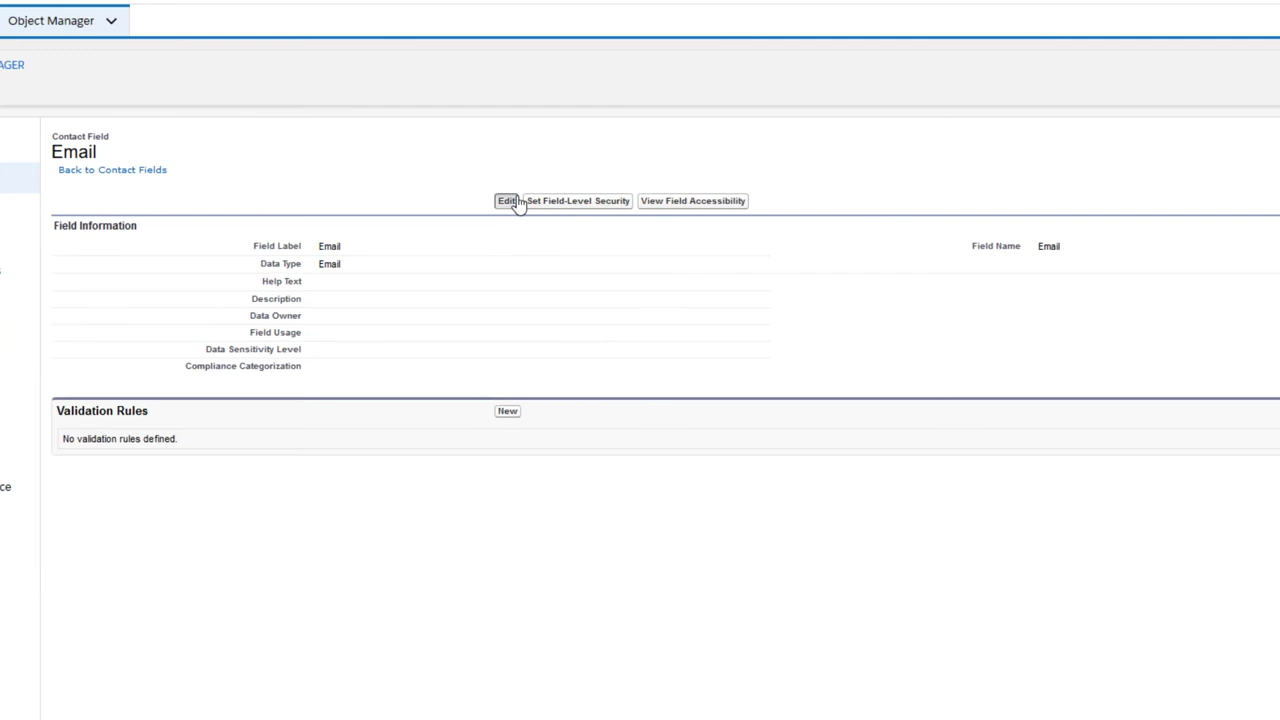 Object Manager
AGER
Contact Field
Email
Back to Contact Fields
Edit Set Field-Level Security View Field Accessibility
Field Information
Field Label Email Field Name Email
Data Type Email
Help Text
Description
Data Owner
Field Usage
Data Sensitivity Level
Compliance Categorization
Validation Rules New
No validation rules defined.
ce